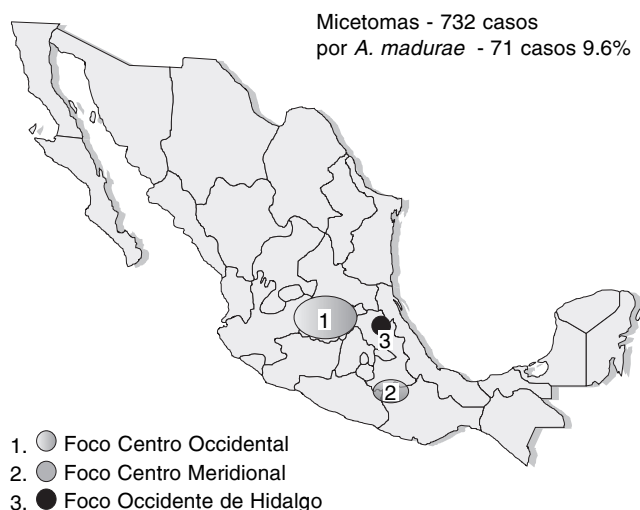 Micetomas - 732 casos
por A. madurae - 71 casos 9.6%
1
3
2
1. Foco Centro Occidental
2. Foco Centro Meridional
3. Foco Occidente de Hidalgo